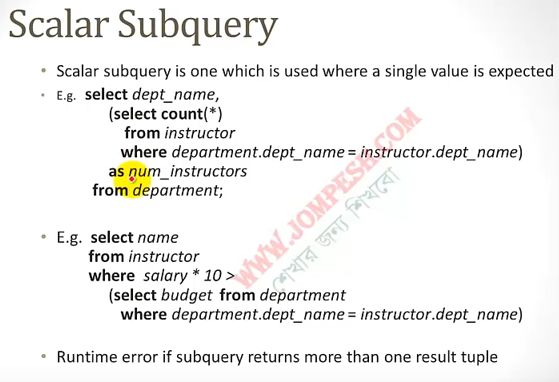 Scalar Subquery
• Scalar subquery is one which is used where a single value is expected
• E.g. select dept_name,
(select count(*)
from instructor
where department.dept_name = instructor.dept_name)
as num_instructors
from department;
• E.g. select name
from instructor
where salary * 10 >
(select budget from department
where department.dept_name = instructor.dept_name)
• Runtime error if subquery returns more than one result tuple
WWW.JOMPESH.COM
শেখার জন্য শিখবো